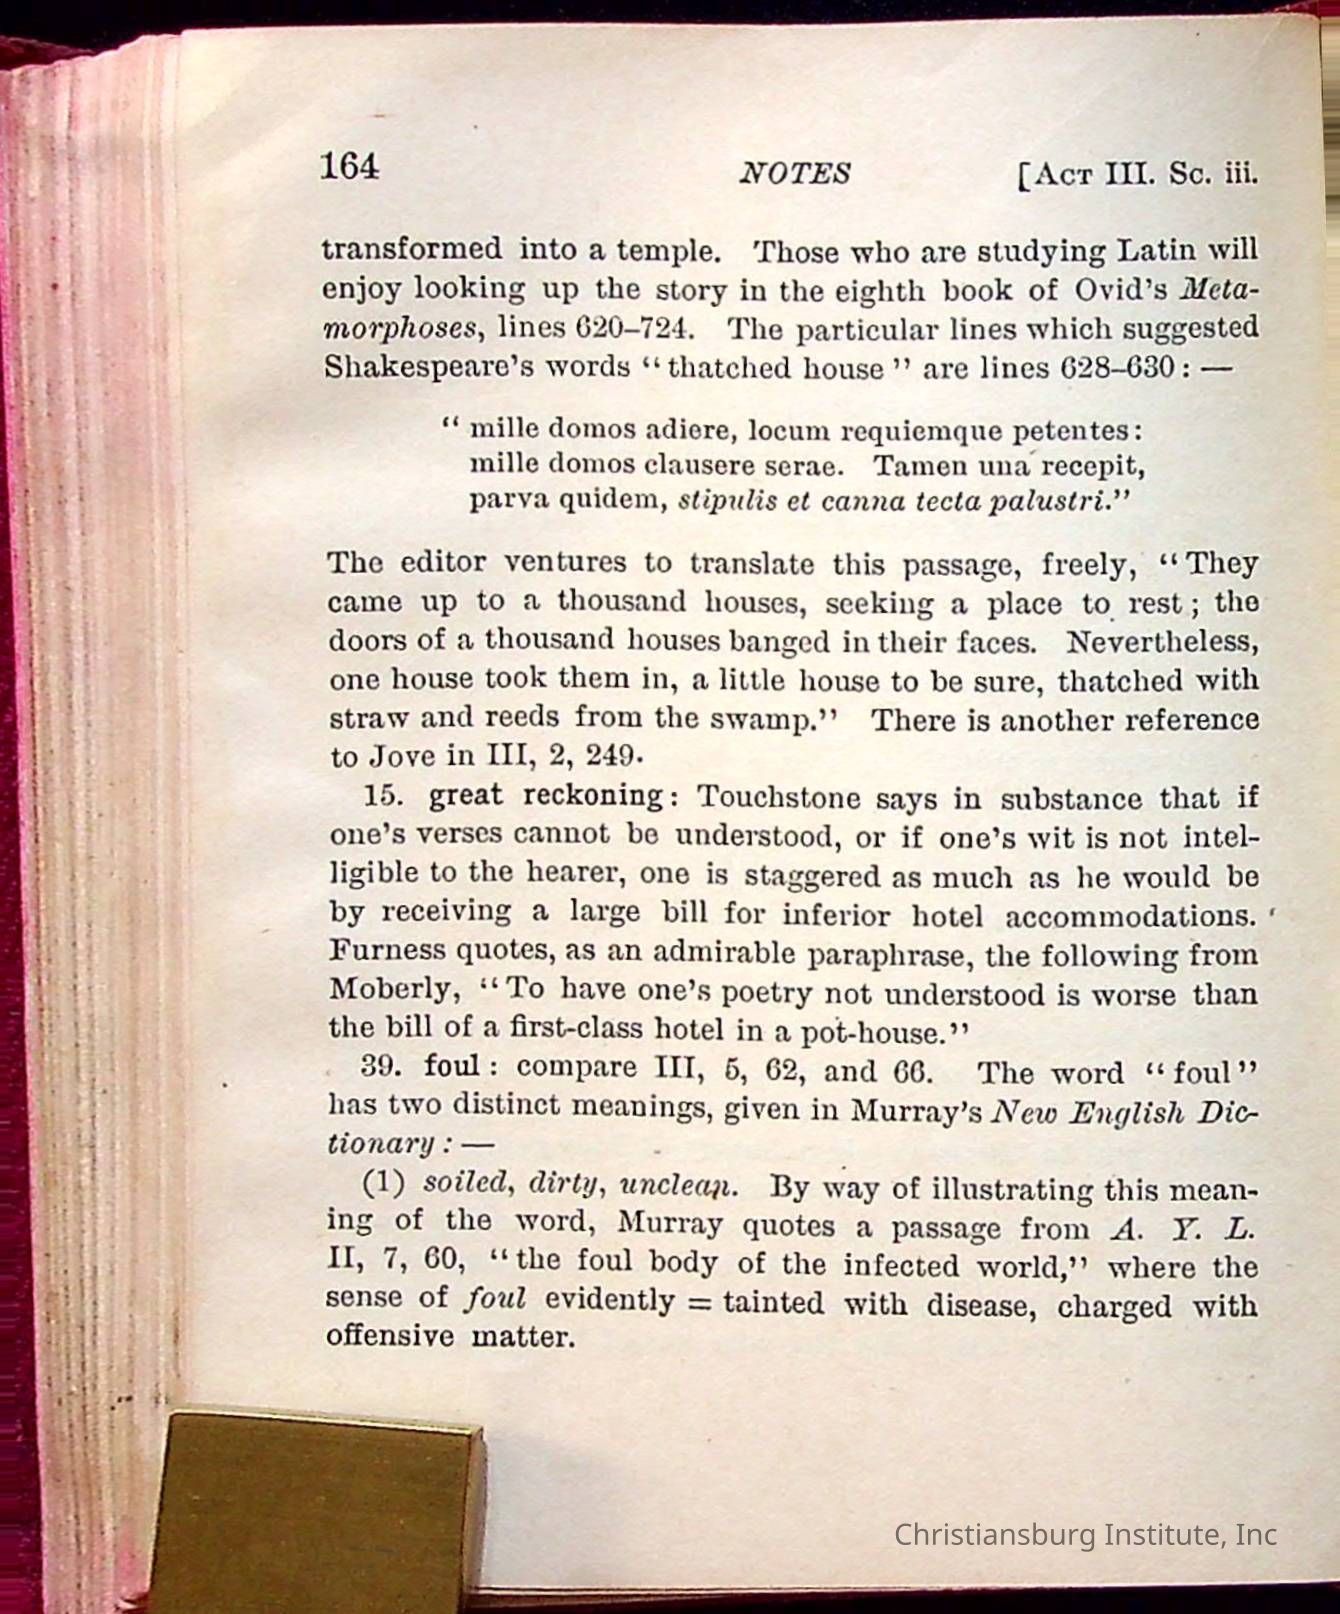 164 NOTES [ACT III. Sc. iii.
transformed into a temple. Those who are studying Latin will
enjoy looking up the story in the eighth book of Ovid's Meta-
morphoses, lines 620–724. The particular lines which suggested
Shakespeare's words "thatched house" are lines 628–630: —
"mille domos adiere, locum requiemque petentes:
mille domos clausere serae. Tamen una recepit,
parva quidem, stipulis et canna tecta palustri."
The editor ventures to translate this passage, freely, "They
came up to a thousand houses, seeking a place to rest; the
doors of a thousand houses banged in their faces. Nevertheless,
one house took them in, a little house to be sure, thatched with
straw and reeds from the swamp." There is another reference
to Jove in III, 2, 249.
15. great reckoning: Touchstone says in substance that if
one's verses cannot be understood, or if one's wit is not intel-
ligible to the hearer, one is staggered as much as he would be
by receiving a large bill for inferior hotel accommodations.
Furness quotes, as an admirable paraphrase, the following from
Moberly, "To have one's poetry not understood is worse than
the bill of a first-class hotel in a pot-house."
39. foul: compare III, 5, 62, and 66. The word "foul"
has two distinct meanings, given in Murray's New English Dic-
tionary: —
(1) soiled, dirty, unclean. By way of illustrating this mean-
ing of the word, Murray quotes a passage from A. Y. L.
II, 7, 60, "the foul body of the infected world," where the
sense of foul evidently = tainted with disease, charged with
offensive matter.
Christiansburg Institute, Inc